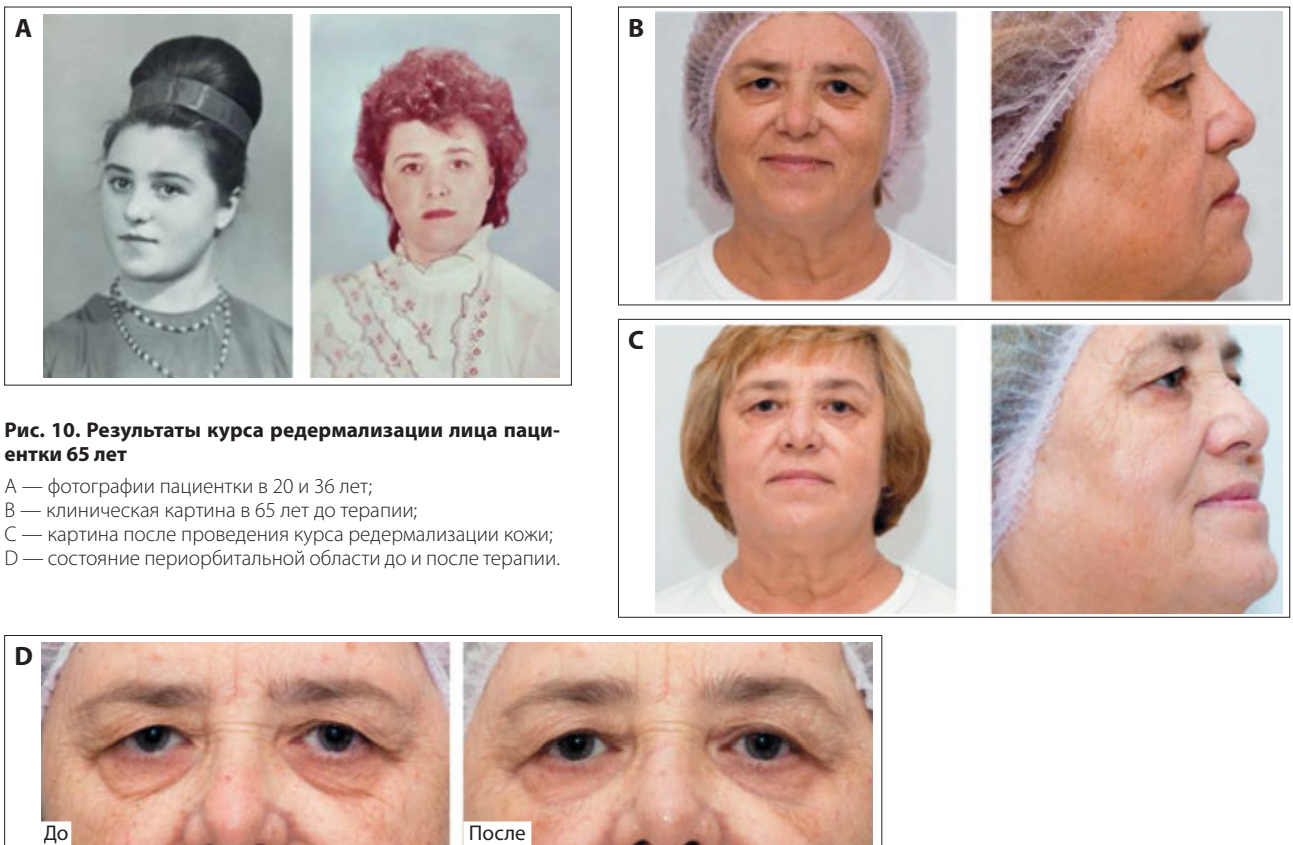 A
B
C
Рис. 10. Результаты курса редермализации лица паци-
ентки 65 лет
A — фотографии пациентки в 20 и 36 лет;
B — клиническая картина в 65 лет до терапии;
C — картина после проведения курса редермализации кожи;
D — состояние периорбитальной области до и после терапии.
D
До
После